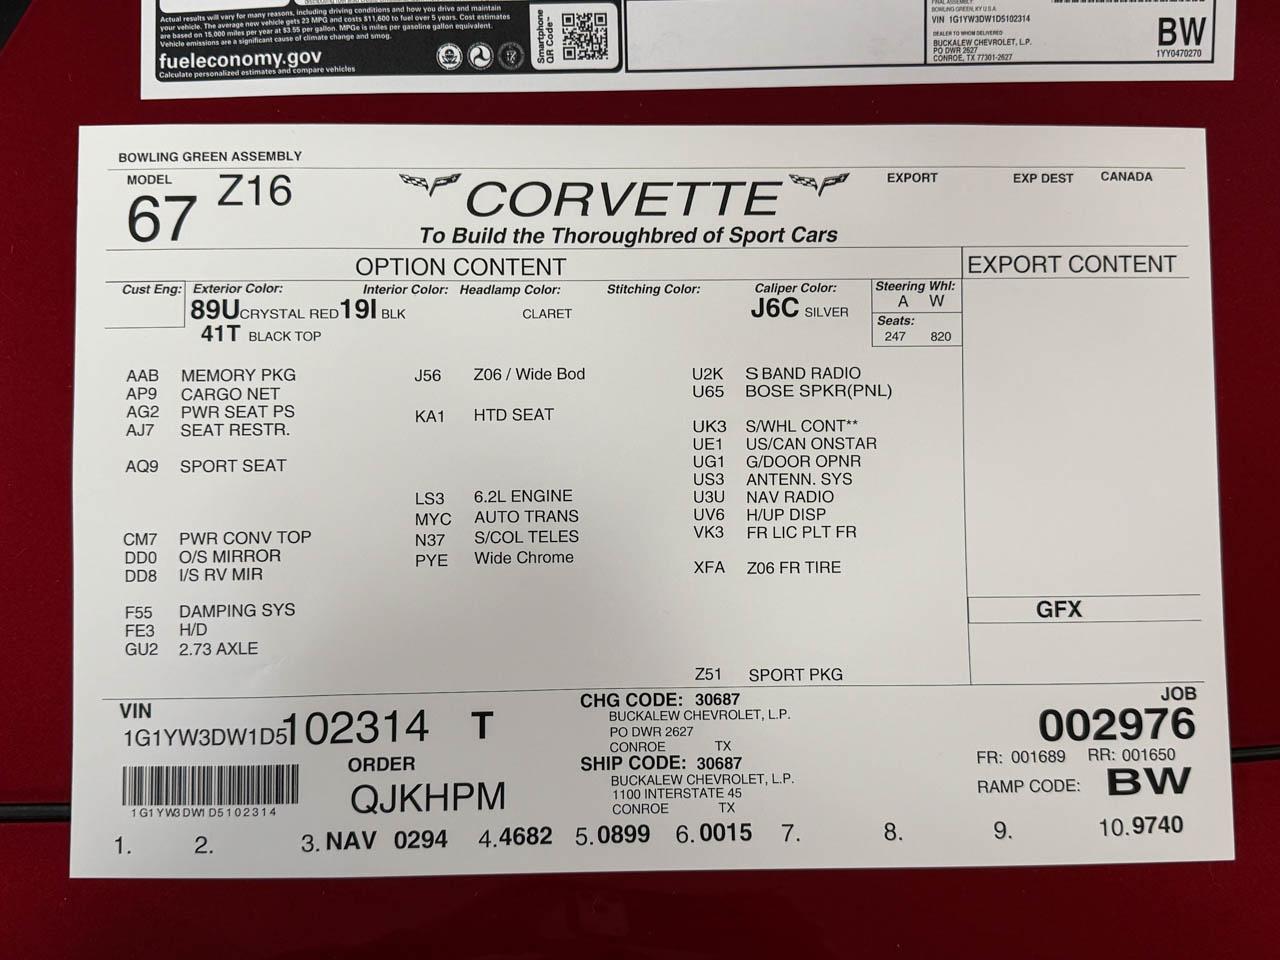 Actual results will vary for many reasons, including driving conditions and how you drive and maintain
your vehicle. The average new vehicle gets 23 MPG and costs $11,600 to fuel over 5 years. Cost estimates
are based on 15,000 miles per year at $3.55 per gallon. MPGe is miles per gasoline gallon equivalent.
Vehicle emissions are a significant cause of climate change and smog.
fueleconomy.gov
Calculate personalized estimates and compare vehicles
Smartphone
QR Code™
BOWLING GREEN, KY U.S.A.
VIN 1G1YW3DW1D5102314
DEALER TO WHOM DELIVERED
BUCKALEW CHEVROLET, L.P.
PO DWR 2627
CONROE, TX 77301-2627
BW
1YY0470270
BOWLING GREEN ASSEMBLY
MODEL
67 Z16
CORVETTE
To Build the Thoroughbred of Sport Cars
EXPORT EXP DEST CANADA
OPTION CONTENT
EXPORT CONTENT
Cust Eng: Exterior Color: Interior Color: Headlamp Color: Stitching Color: Caliper Color: Steering Whl:
89U CRYSTAL RED 19I BLK CLARET J6C SILVER A W
41T BLACK TOP
Seats:
247 820
AAB MEMORY PKG
AP9 CARGO NET
AG2 PWR SEAT PS
AJ7 SEAT RESTR.
AQ9 SPORT SEAT
CM7 PWR CONV TOP
DD0 O/S MIRROR
DD8 I/S RV MIR
F55 DAMPING SYS
FE3 H/D
GU2 2.73 AXLE
J56 Z06 / Wide Bod
KA1 HTD SEAT
LS3 6.2L ENGINE
MYC AUTO TRANS
N37 S/COL TELES
PYE Wide Chrome
U2K S BAND RADIO
U65 BOSE SPKR(PNL)
UK3 S/WHL CONT**
UE1 US/CAN ONSTAR
UG1 G/DOOR OPNR
US3 ANTENN. SYS
U3U NAV RADIO
UV6 H/UP DISP
VK3 FR LIC PLT FR
XFA Z06 FR TIRE
Z51 SPORT PKG
GFX
VIN
1G1YW3DW1D5102314 T
1G1YW3DW1D5102314
ORDER
QJKHPM
CHG CODE: 30687
BUCKALEW CHEVROLET, L.P.
PO DWR 2627
CONROE TX
SHIP CODE: 30687
BUCKALEW CHEVROLET, L.P.
1100 INTERSTATE 45
CONROE TX
JOB
002976
FR: 001689 RR: 001650
RAMP CODE: BW
1. 2. 3. NAV 0294 4.4682 5.0899 6.0015 7. 8. 9. 10.9740